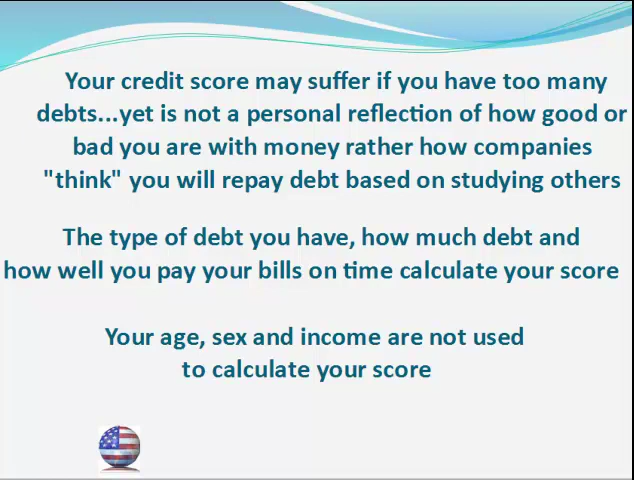 Your credit score may suffer if you have too many
debts...yet is not a personal reflection of how good or
bad you are with money rather how companies
"think" you will repay debt based on studying others
The type of debt you have, how much debt and
how well you pay your bills on time calculate your score
Your age, sex and income are not used
to calculate your score